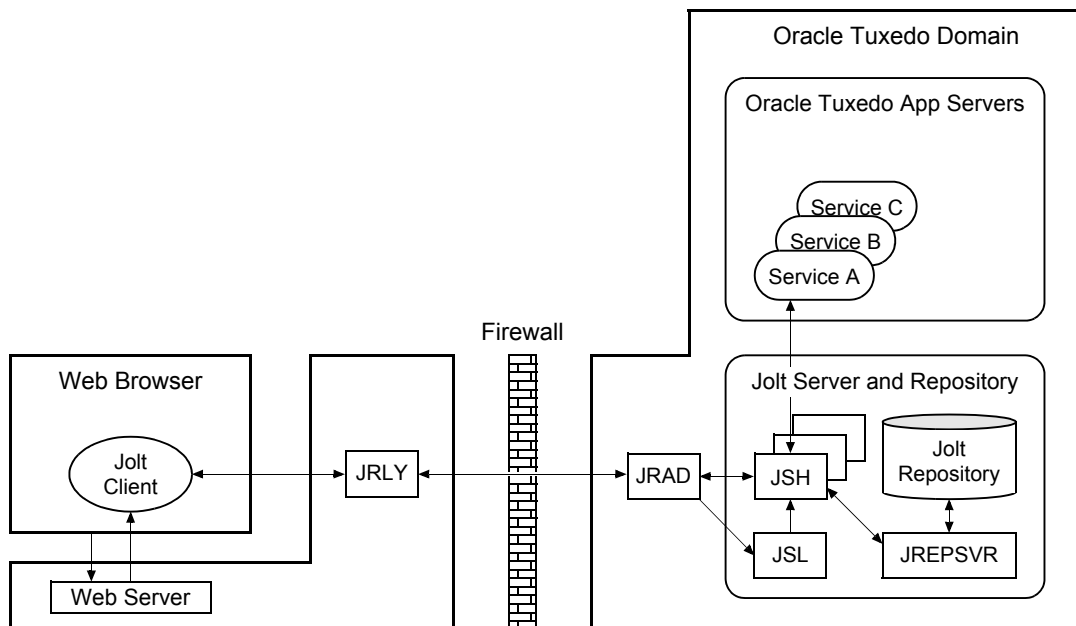 Oracle Tuxedo Domain
Oracle Tuxedo App Servers
Service C
Service B
Service A
Firewall
Web Browser
Jolt
Client
JRLY
JRAD
Jolt Server and Repository
JSH
Jolt
Repository
JSL
JREPSVR
Web Server